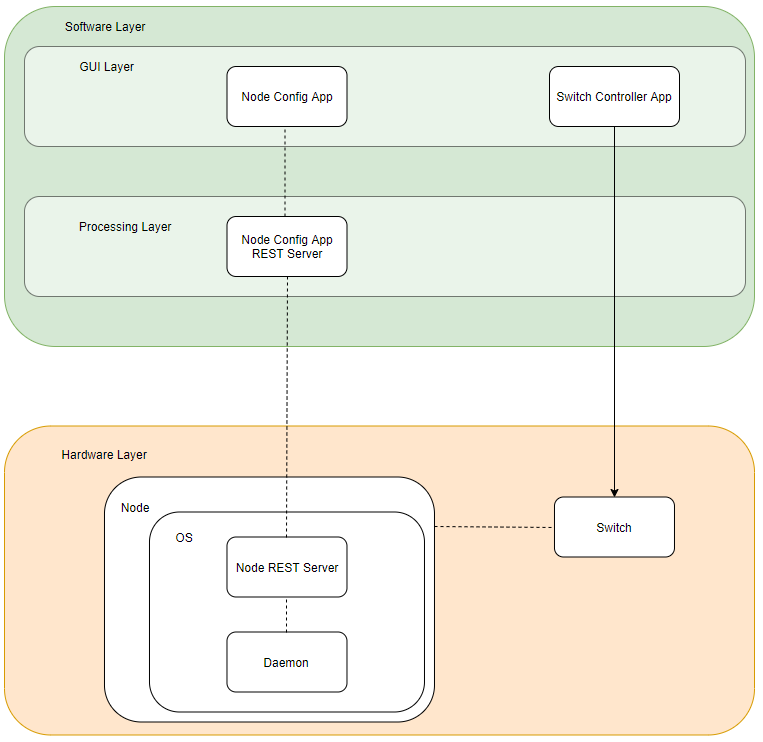 Software Layer
GUI Layer
Node Config App
Switch Controller App
Processing Layer
Node Config App
REST Server
Hardware Layer
Node
OS
Node REST Server
Switch
Daemon